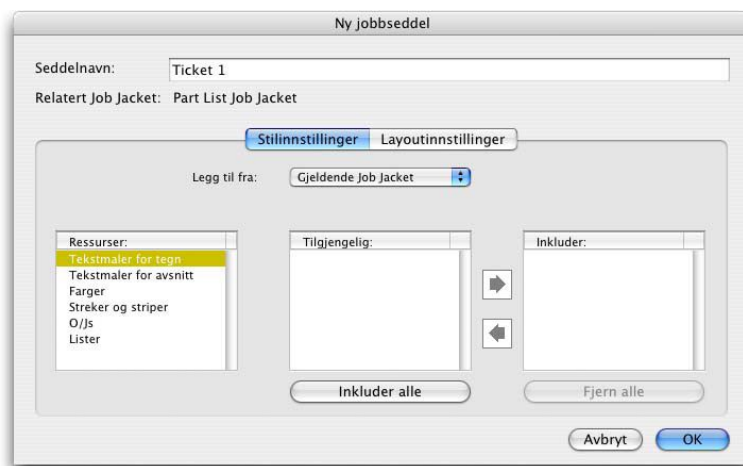 Ny jobbseddel
Seddelnavn: Ticket 1
Relatert Job Jacket: Part List Job Jacket
Stilinnstillinger Layoutinnstillinger
Legg til fra: Gjeldende Job Jacket
Ressurser: Tilgjengelig: Inkluder:
Tekstmaler for tegn
Tekstmaler for avsnitt
Farger
Streker og striper
O/Js
Lister
Inkluder alle Fjern alle
Avbryt OK